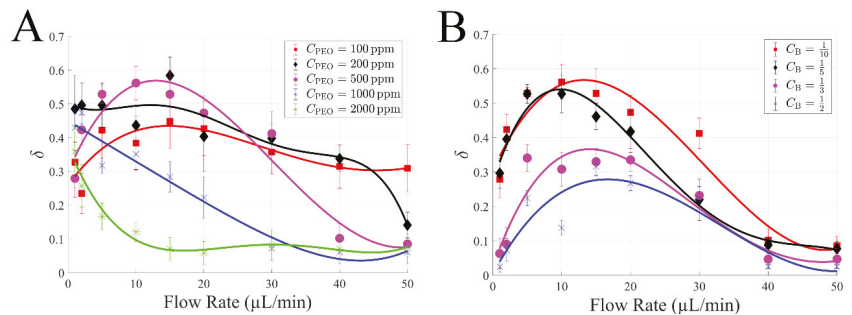 A
B
0.7
0.6
0.5
0.4
0.3
0.2
0.1
0
δ
0 10 20 30 40 50
Flow Rate (µL/min)
C_PEO = 100 ppm
C_PEO = 200 ppm
C_PEO = 500 ppm
C_PEO = 1000 ppm
C_PEO = 2000 ppm
0.7
0.6
0.5
0.4
0.3
0.2
0.1
0
δ
0 10 20 30 40 50
Flow Rate (µL/min)
C_B = 1/10
C_B = 1/5
C_B = 1/3
C_B = 1/2